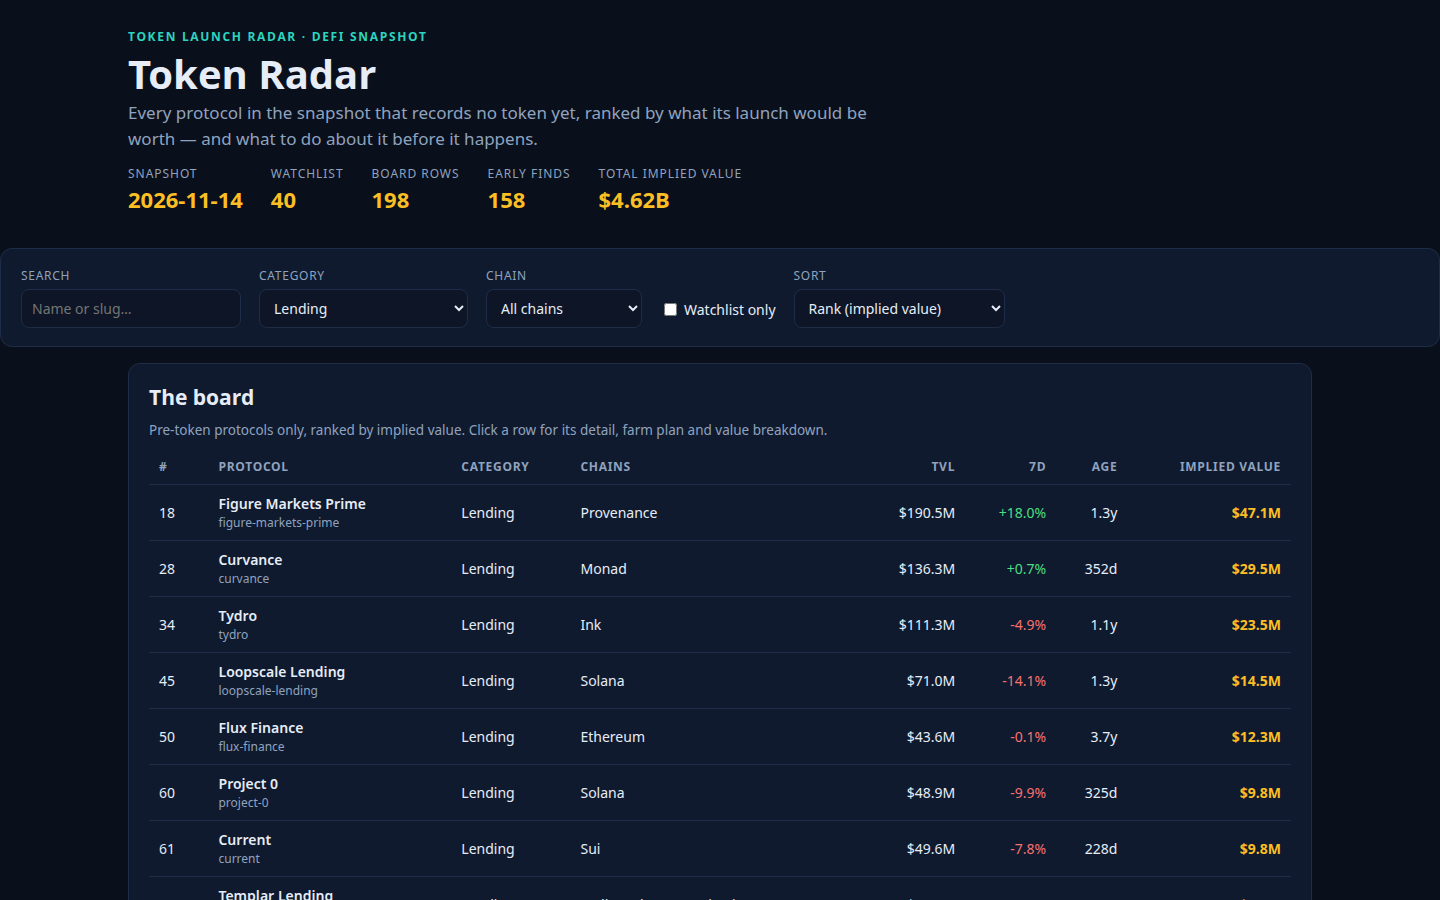 TOKEN LAUNCH RADAR · DEFI SNAPSHOT
Token Radar
Every protocol in the snapshot that records no token yet, ranked by what its launch would be
worth — and what to do about it before it happens.
SNAPSHOT WATCHLIST BOARD ROWS EARLY FINDS TOTAL IMPLIED VALUE
2026-11-14 40 198 158 $4.62B
SEARCH CATEGORY CHAIN SORT
Name or slug... Lending All chains Watchlist only Rank (implied value)
The board
Pre-token protocols only, ranked by implied value. Click a row for its detail, farm plan and value breakdown.
# PROTOCOL CATEGORY CHAINS TVL 7D AGE IMPLIED VALUE
18 Figure Markets Prime Lending Provenance $190.5M +18.0% 1.3y $47.1M
figure-markets-prime
28 Curvance Lending Monad $136.3M +0.7% 352d $29.5M
curvance
34 Tydro Lending Ink $111.3M -4.9% 1.1y $23.5M
tydro
45 Loopscale Lending Lending Solana $71.0M -14.1% 1.3y $14.5M
loopscale-lending
50 Flux Finance Lending Ethereum $43.6M -0.1% 3.7y $12.3M
flux-finance
60 Project 0 Lending Solana $48.9M -9.9% 325d $9.8M
project-0
61 Current Lending Sui $49.6M -7.8% 228d $9.8M
current
Templar Lending